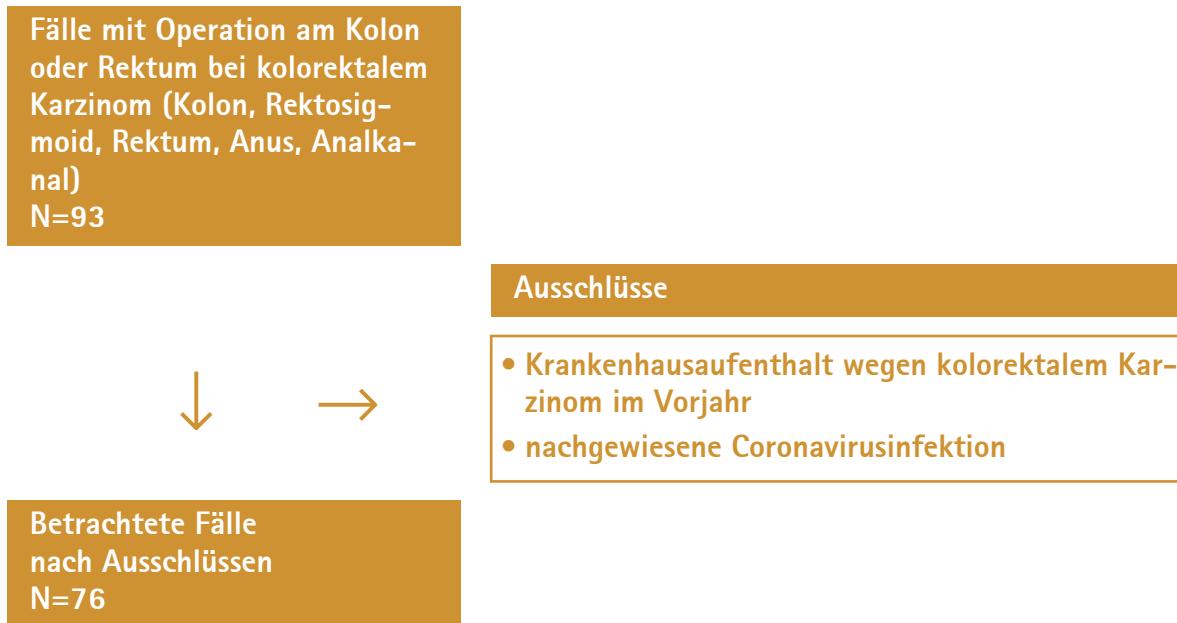 Fälle mit Operation am Kolon
oder Rektum bei kolorektalem
Karzinom (Kolon, Rektosig-
moid, Rektum, Anus, Analka-
nal)
N=93
Ausschlüsse
• Krankenhausaufenthalt wegen kolorektalem Kar-
zinom im Vorjahr
• nachgewiesene Coronavirusinfektion
Betrachtete Fälle
nach Ausschlüssen
N=76